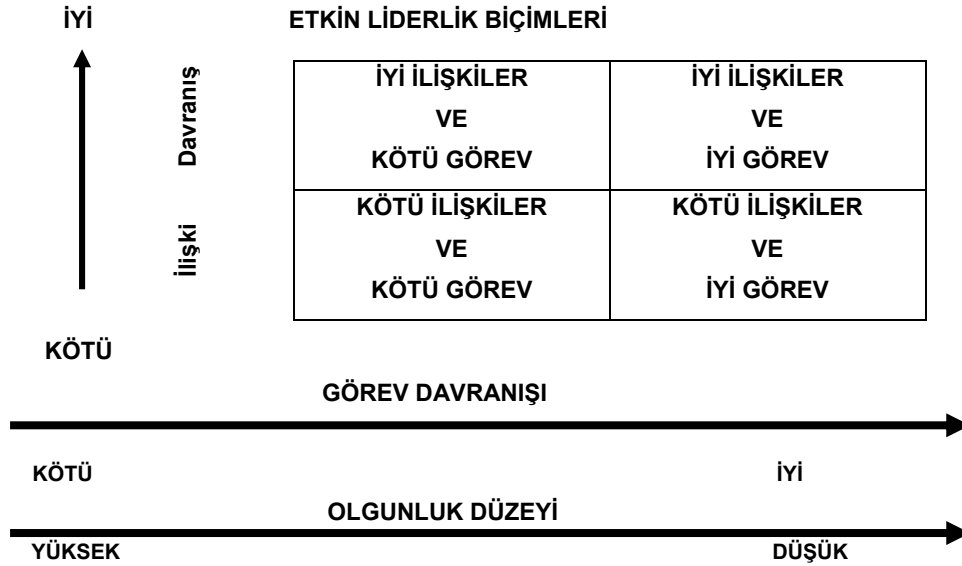 İYİ
ETKİN LİDERLİK BİÇİMLERİ
İlişki Davranış
İYİ İLİŞKİLER
VE
KÖTÜ GÖREV
İYİ İLİŞKİLER
VE
İYİ GÖREV
KÖTÜ İLİŞKİLER
VE
KÖTÜ GÖREV
KÖTÜ İLİŞKİLER
VE
İYİ GÖREV
KÖTÜ
GÖREV DAVRANIŞI
KÖTÜ İYİ
OLGUNLUK DÜZEYİ
YÜKSEK DÜŞÜK